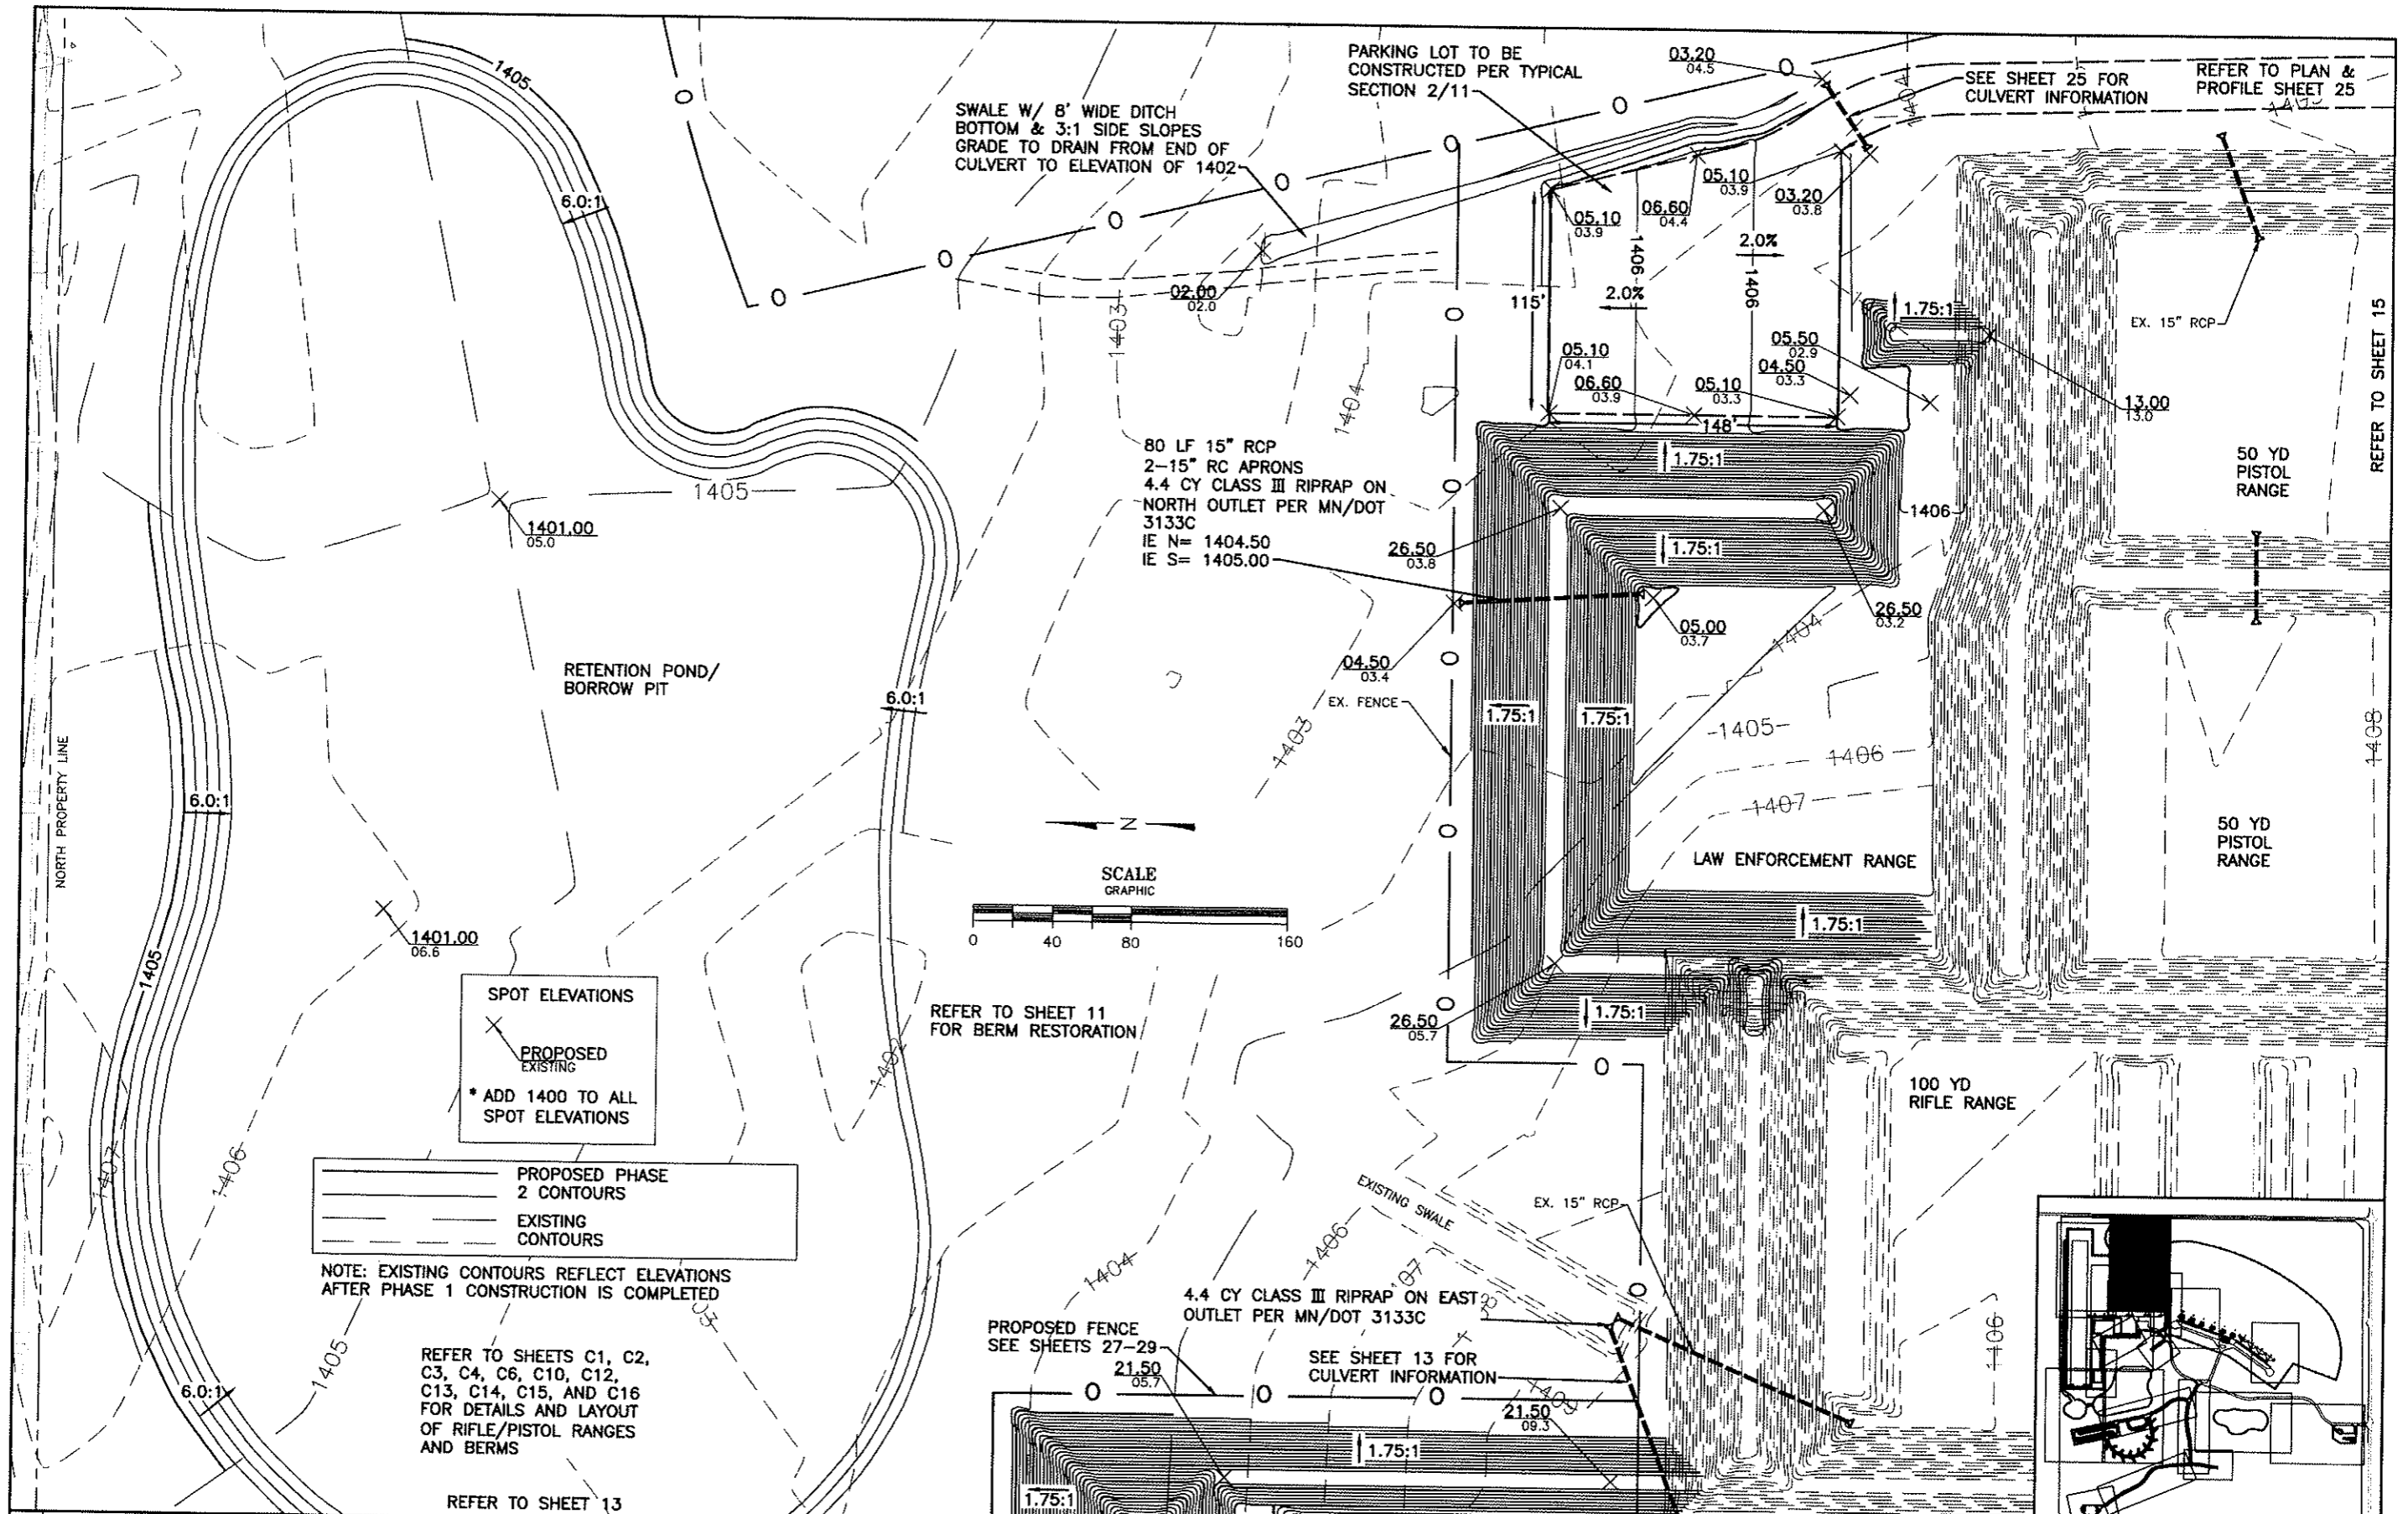 1405
SWALE W/ 8' WIDE DITCH
BOTTOM & 3:1 SIDE SLOPES
GRADE TO DRAIN FROM END OF
CULVERT TO ELEVATION OF 1402
PARKING LOT TO BE
CONSTRUCTED PER TYPICAL
SECTION 2/11
03.20
04.5
SEE SHEET 25 FOR
CULVERT INFORMATION
REFER TO PLAN &
PROFILE SHEET 25
1404
6.0:1
05.10
03.9
06.60
04.4
05.10
03.9
03.20
03.8
1406
1406
2.0%
2.0%
02.00
02.0
115'
1403
1404
1.75:1
EX. 15" RCP
REFER TO SHEET 15
05.50
02.9
04.50
03.3
05.10
04.1
06.60
03.9
05.10
03.3
13.00
13.0
148'
80 LF 15" RCP
2-15" RC APRONS
4.4 CY CLASS III RIPRAP ON
NORTH OUTLET PER MN/DOT
3133C
IE N= 1404.50
IE S= 1405.00
1.75:1
50 YD
PISTOL
RANGE
1405
1401.00
05.0
1406
26.50
03.8
1.75:1
26.50
03.2
05.00
03.7
1404
04.50
03.4
RETENTION POND/
BORROW PIT
EX. FENCE
6.0:1
1.75:1
1.75:1
1405
1406
1407
1408
1403
NORTH PROPERTY LINE
6.0:1
N
50 YD
PISTOL
RANGE
LAW ENFORCEMENT RANGE
SCALE
GRAPHIC
0 40 80 160
1401.00
06.6
1.75:1
1405
SPOT ELEVATIONS
PROPOSED
EXISTING
* ADD 1400 TO ALL
SPOT ELEVATIONS
REFER TO SHEET 11
FOR BERM RESTORATION
1402
26.50
05.7
1.75:1
100 YD
RIFLE RANGE
1407
1406
PROPOSED PHASE
2 CONTOURS
EXISTING
CONTOURS
NOTE: EXISTING CONTOURS REFLECT ELEVATIONS
AFTER PHASE 1 CONSTRUCTION IS COMPLETED
EXISTING SWALE
EX. 15" RCP
1404
1406
4.4 CY CLASS III RIPRAP ON EAST
OUTLET PER MN/DOT 3133C
1406
PROPOSED FENCE
SEE SHEETS 27-29
21.50
05.7
SEE SHEET 13 FOR
CULVERT INFORMATION
21.50
09.3
1405
6.0:1
REFER TO SHEETS C1, C2,
C3, C4, C6, C10, C12,
C13, C14, C15, AND C16
FOR DETAILS AND LAYOUT
OF RIFLE/PISTOL RANGES
AND BERMS
1.75:1
1.75:1
REFER TO SHEET 13